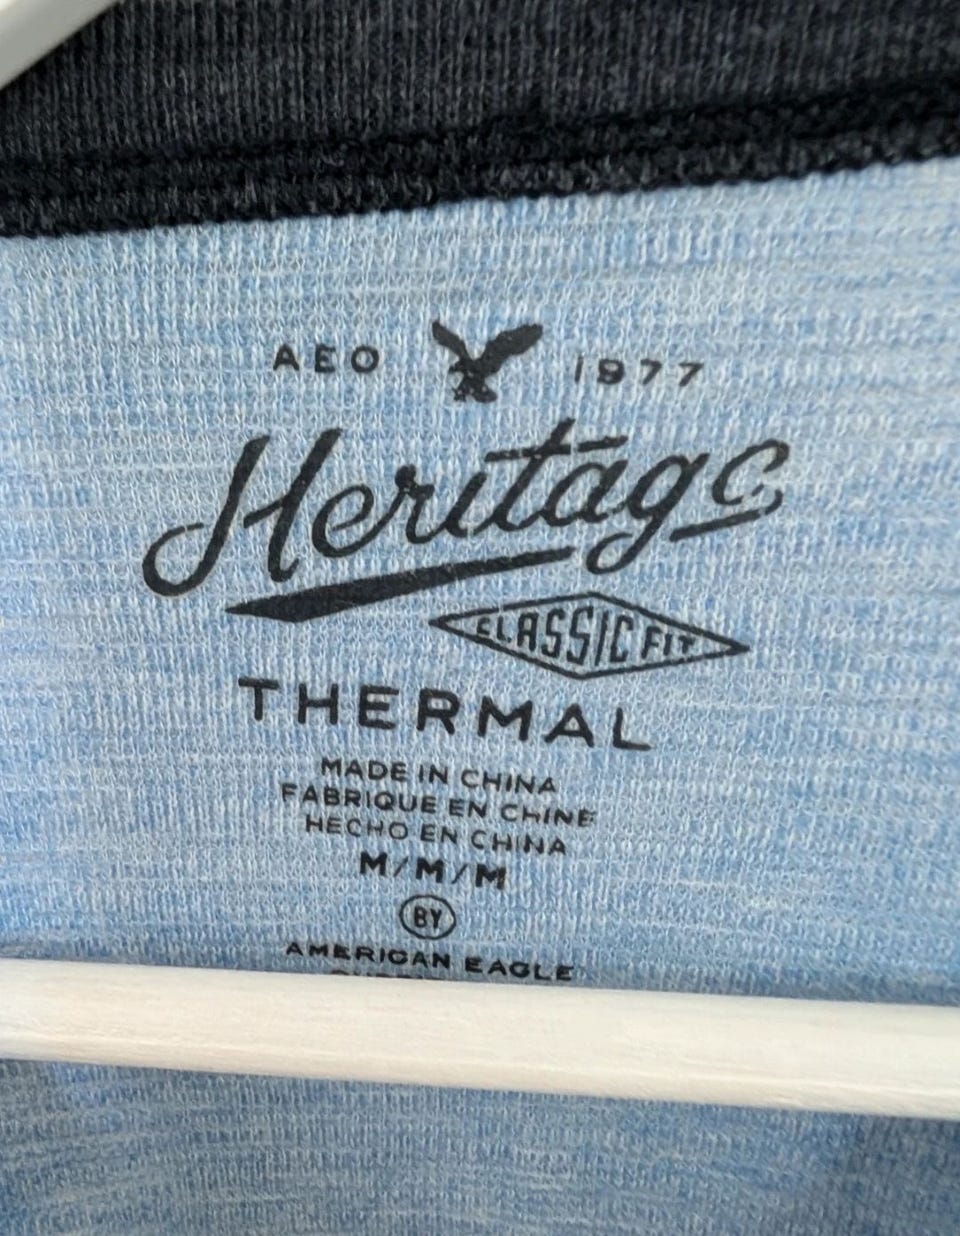 AEO 1977
Heritage
CLASSIC FIT
THERMAL
MADE IN CHINA
FABRIQUE EN CHINE
HECHO EN CHINA
M/M/M
BY
AMERICAN EAGLE